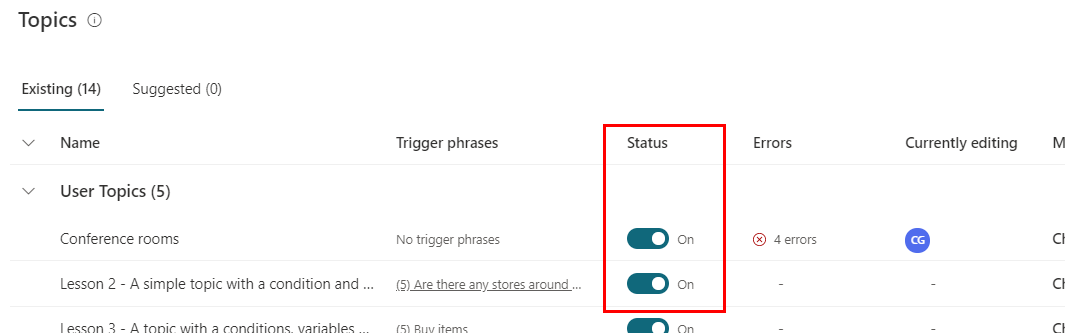 Topics
Existing (14) Suggested (0)
Name Trigger phrases Status Errors Currently editing M
User Topics (5)
Conference rooms No trigger phrases On 4 errors CG Ch
Lesson 2 - A simple topic with a condition and ... (5) Are there any stores around ... On - - Ch
Lesson 3 - A topic with a conditions, variables ... (5) Buy items On - - Ch